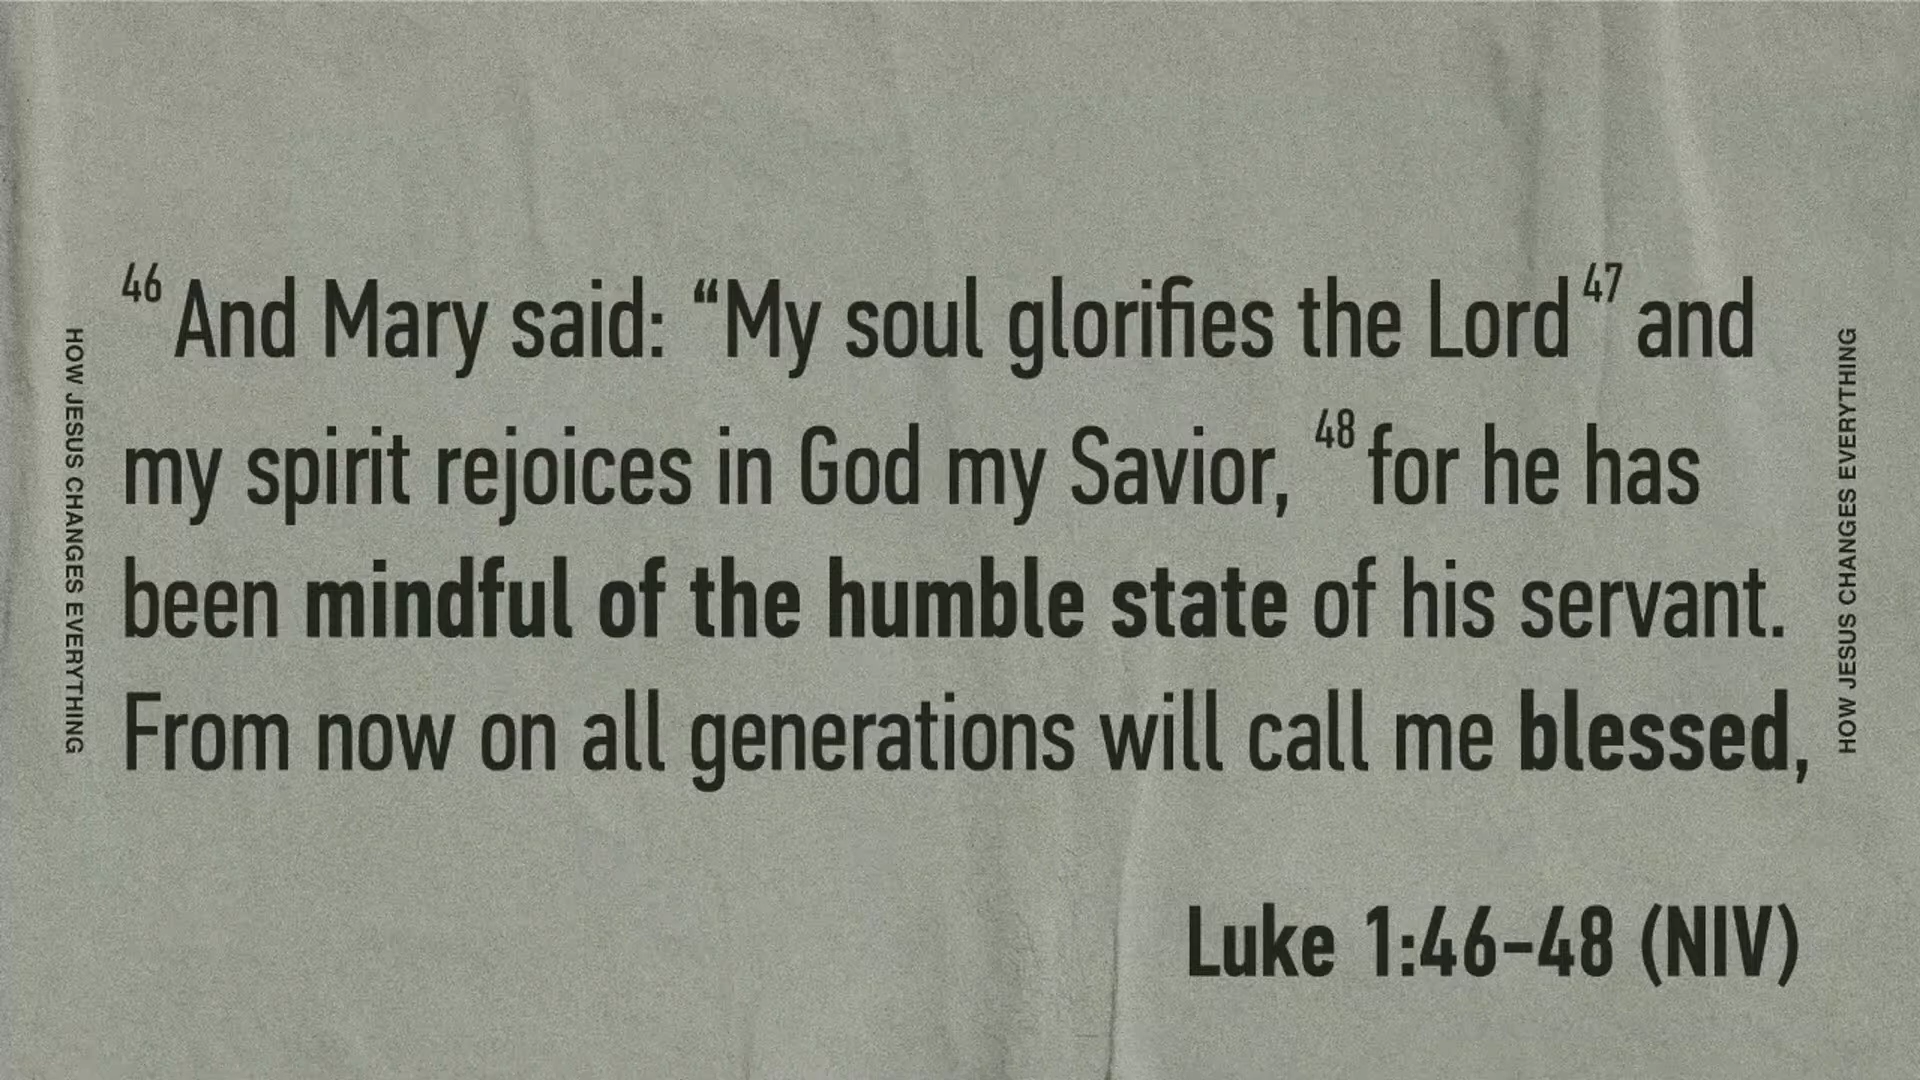 46 And Mary said: “My soul glorifies the Lord 47 and
my spirit rejoices in God my Savior, 48 for he has
been mindful of the humble state of his servant.
From now on all generations will call me blessed,
Luke 1:46–48 (NIV)
HOW JESUS CHANGES EVERYTHING
HOW JESUS CHANGES EVERYTHING